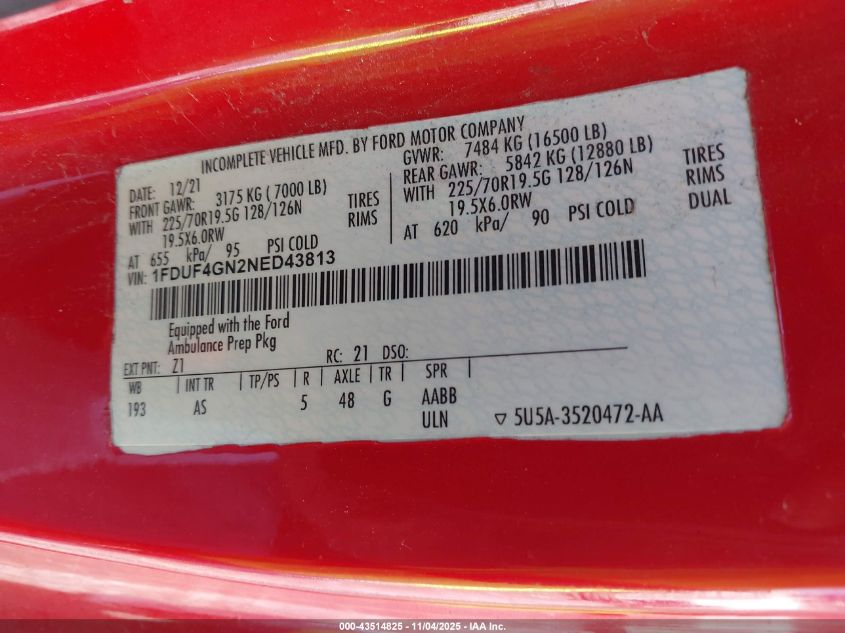 INCOMPLETE VEHICLE MFD. BY FORD MOTOR COMPANY
DATE: 12/21
FRONT GAWR: 3175 KG (7000 LB)
WITH 225/70R19.5G 128/126N TIRES
19.5X6.0RW RIMS
AT 655 kPa/ 95 PSI COLD
GVWR: 7484 KG (16500 LB)
REAR GAWR: 5842 KG (12880 LB)
WITH 225/70R19.5G 128/126N TIRES
19.5X6.0RW RIMS
AT 620 kPa/ 90 PSI COLD DUAL
VIN: 1FDUF4GN2NED43813
Equipped with the Ford
Ambulance Prep Pkg
EXT PNT: Z1 RC: 21 DSO:
WB | INT TR | TP/PS | R | AXLE | TR | SPR
193 AS 5 48 G AABB
ULN ▽ 5U5A-3520472-AA
000-43514825 - 11/04/2025 - IAA Inc.